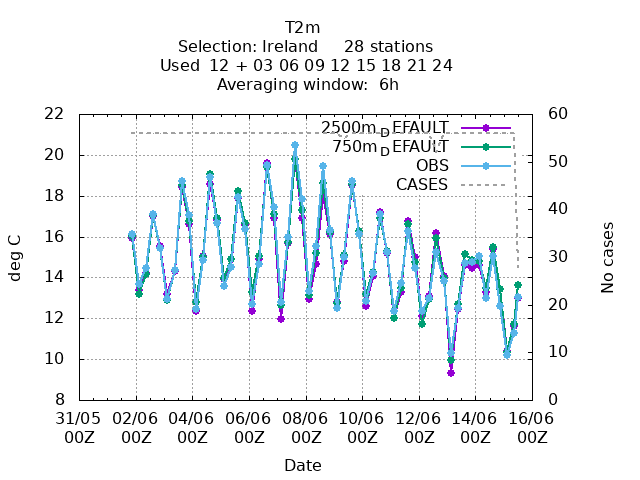 T2m
Selection: Ireland 28 stations
Used 12 + 03 06 09 12 15 18 21 24
Averaging window: 6h
22 60
2500m_DEFAULT
750m_DEFAULT
OBS
CASES
20 50
18 40
16
14 30
12 20
10 10
8 0
deg C
No cases
31/05 02/06 04/06 06/06 08/06 10/06 12/06 14/06 16/06
00Z 00Z 00Z 00Z 00Z 00Z 00Z 00Z 00Z
Date